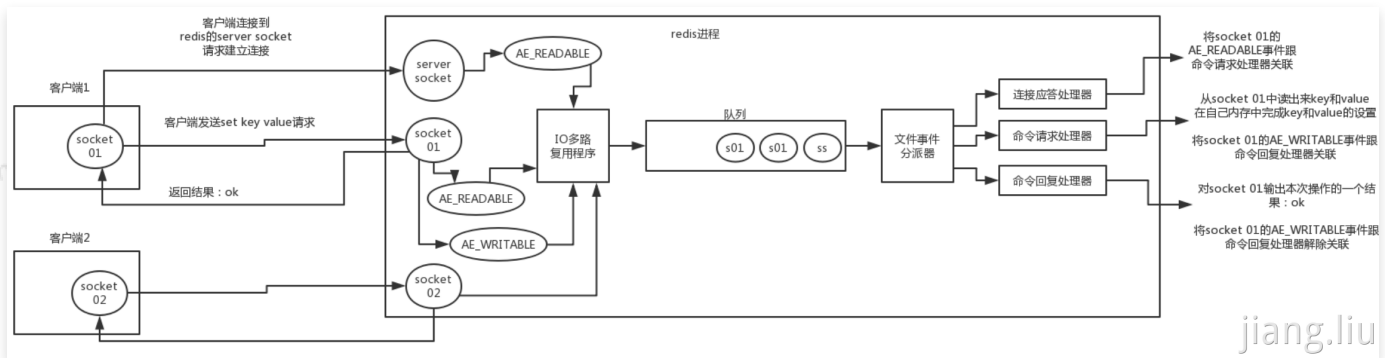 客户端连接到
redis的server socket
请求建立连接
redis进程
server
socket
AE_READABLE
将socket 01的
AE_READABLE事件跟
命令请求处理器关联
客户端1
连接应答处理器
socket
01
客户端发送set key value请求
socket
01
IO多路
复用程序
队列
s01
s01
ss
文件事件
分派器
命令请求处理器
从socket 01中读出来key和value
在自己内存中完成key和value的设置
将socket 01的AE_WRITABLE事件跟
命令回复处理器关联
返回结果：ok
AE_READABLE
命令回复处理器
对socket 01输出本次操作的一个结
果：ok
将socket 01的AE_WRITABLE事件跟
命令回复处理器解除关联
客户端2
AE_WRITABLE
socket
02
socket
02
jiang.liu